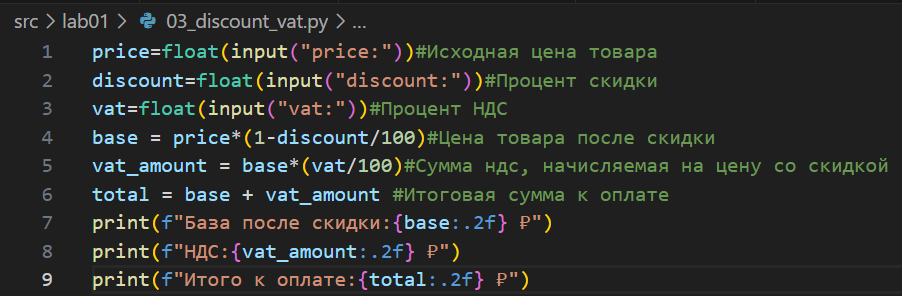 src > lab01 > 03_discount_vat.py > ...
1 price=float(input("price:"))#Исходная цена товара
2 discount=float(input("discount:"))#Процент скидки
3 vat=float(input("vat:"))#Процент НДС
4 base = price*(1-discount/100)#Цена товара после скидки
5 vat_amount = base*(vat/100)#Сумма ндс, начисляемая на цену со скидкой
6 total = base + vat_amount #Итоговая сумма к оплате
7 print(f"База после скидки:{base:.2f} ₽")
8 print(f"НДС:{vat_amount:.2f} ₽")
9 print(f"Итого к оплате:{total:.2f} ₽")